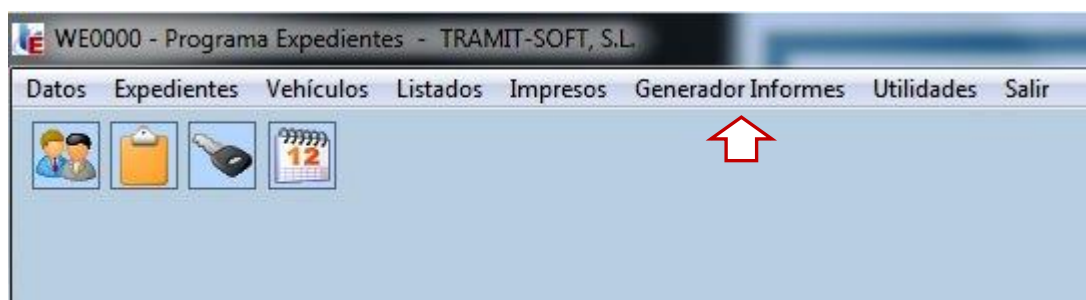 WE0000 - Programa Expedientes - TRAMIT-SOFT, S.L.
Datos Expedientes Vehículos Listados Impresos Generador Informes Utilidades Salir
12